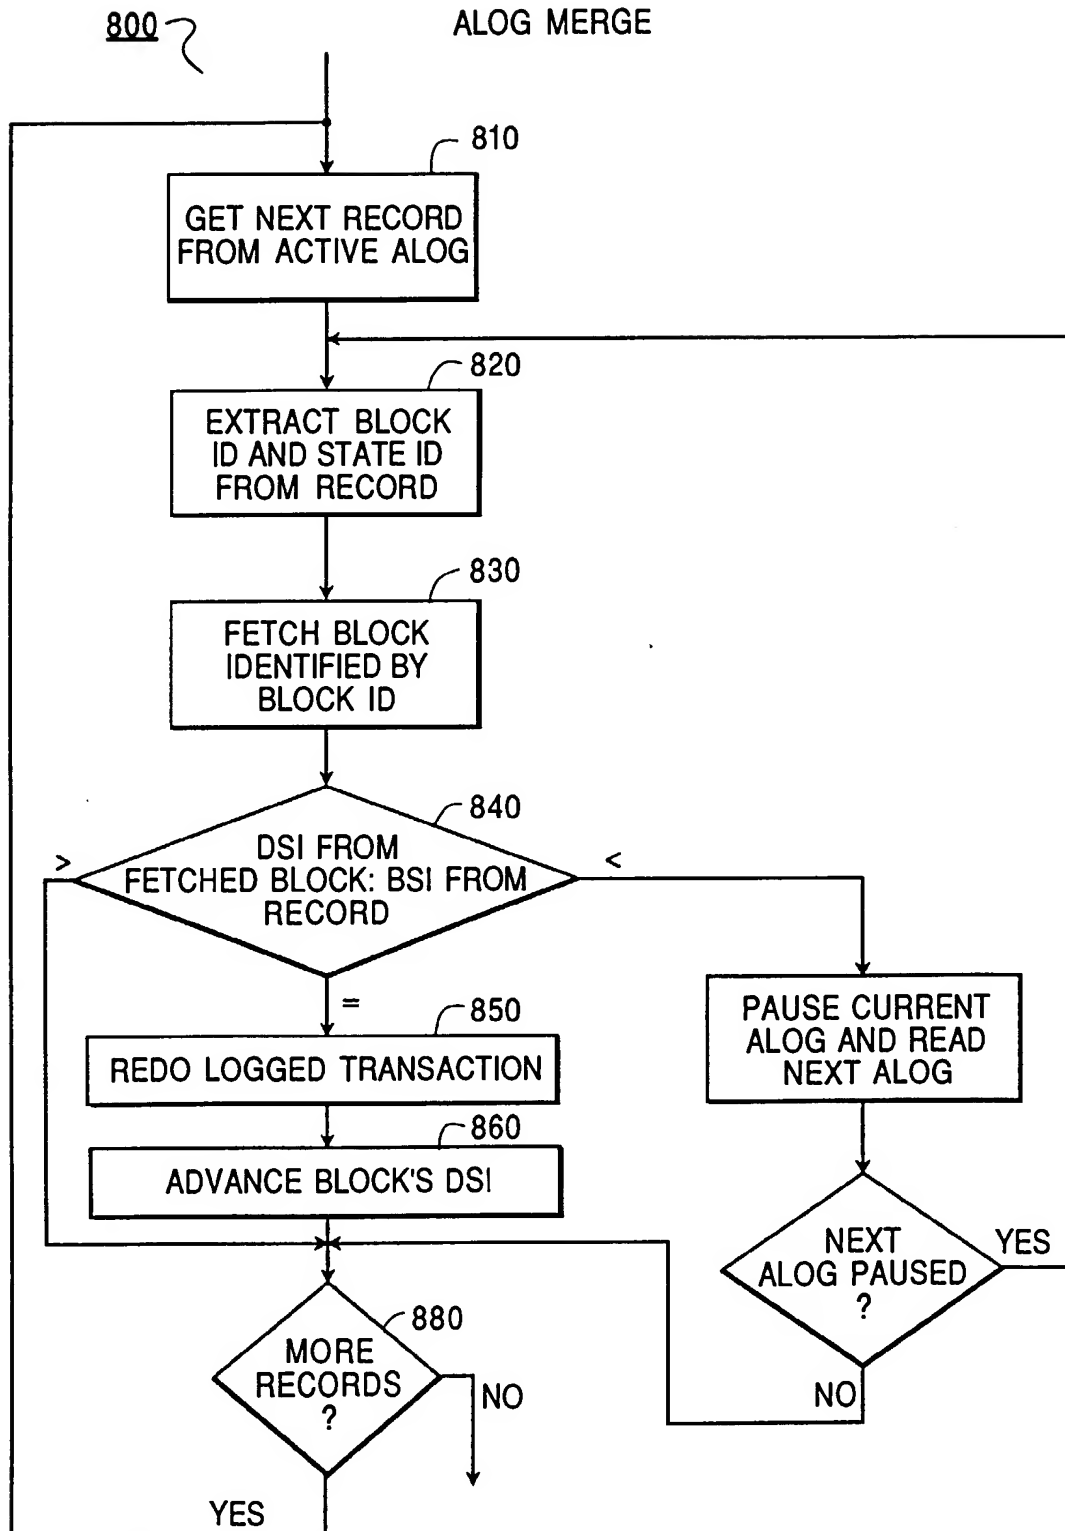 800
ALOG MERGE
810
GET NEXT RECORD
FROM ACTIVE ALOG
820
EXTRACT BLOCK
ID AND STATE ID
FROM RECORD
830
FETCH BLOCK
IDENTIFIED BY
BLOCK ID
840
>
<
DSI FROM
FETCHED BLOCK: BSI FROM
RECORD
=
850
REDO LOGGED TRANSACTION
860
ADVANCE BLOCK'S DSI
PAUSE CURRENT
ALOG AND READ
NEXT ALOG
NEXT
ALOG PAUSED
?
YES
NO
880
MORE
RECORDS
?
NO
YES